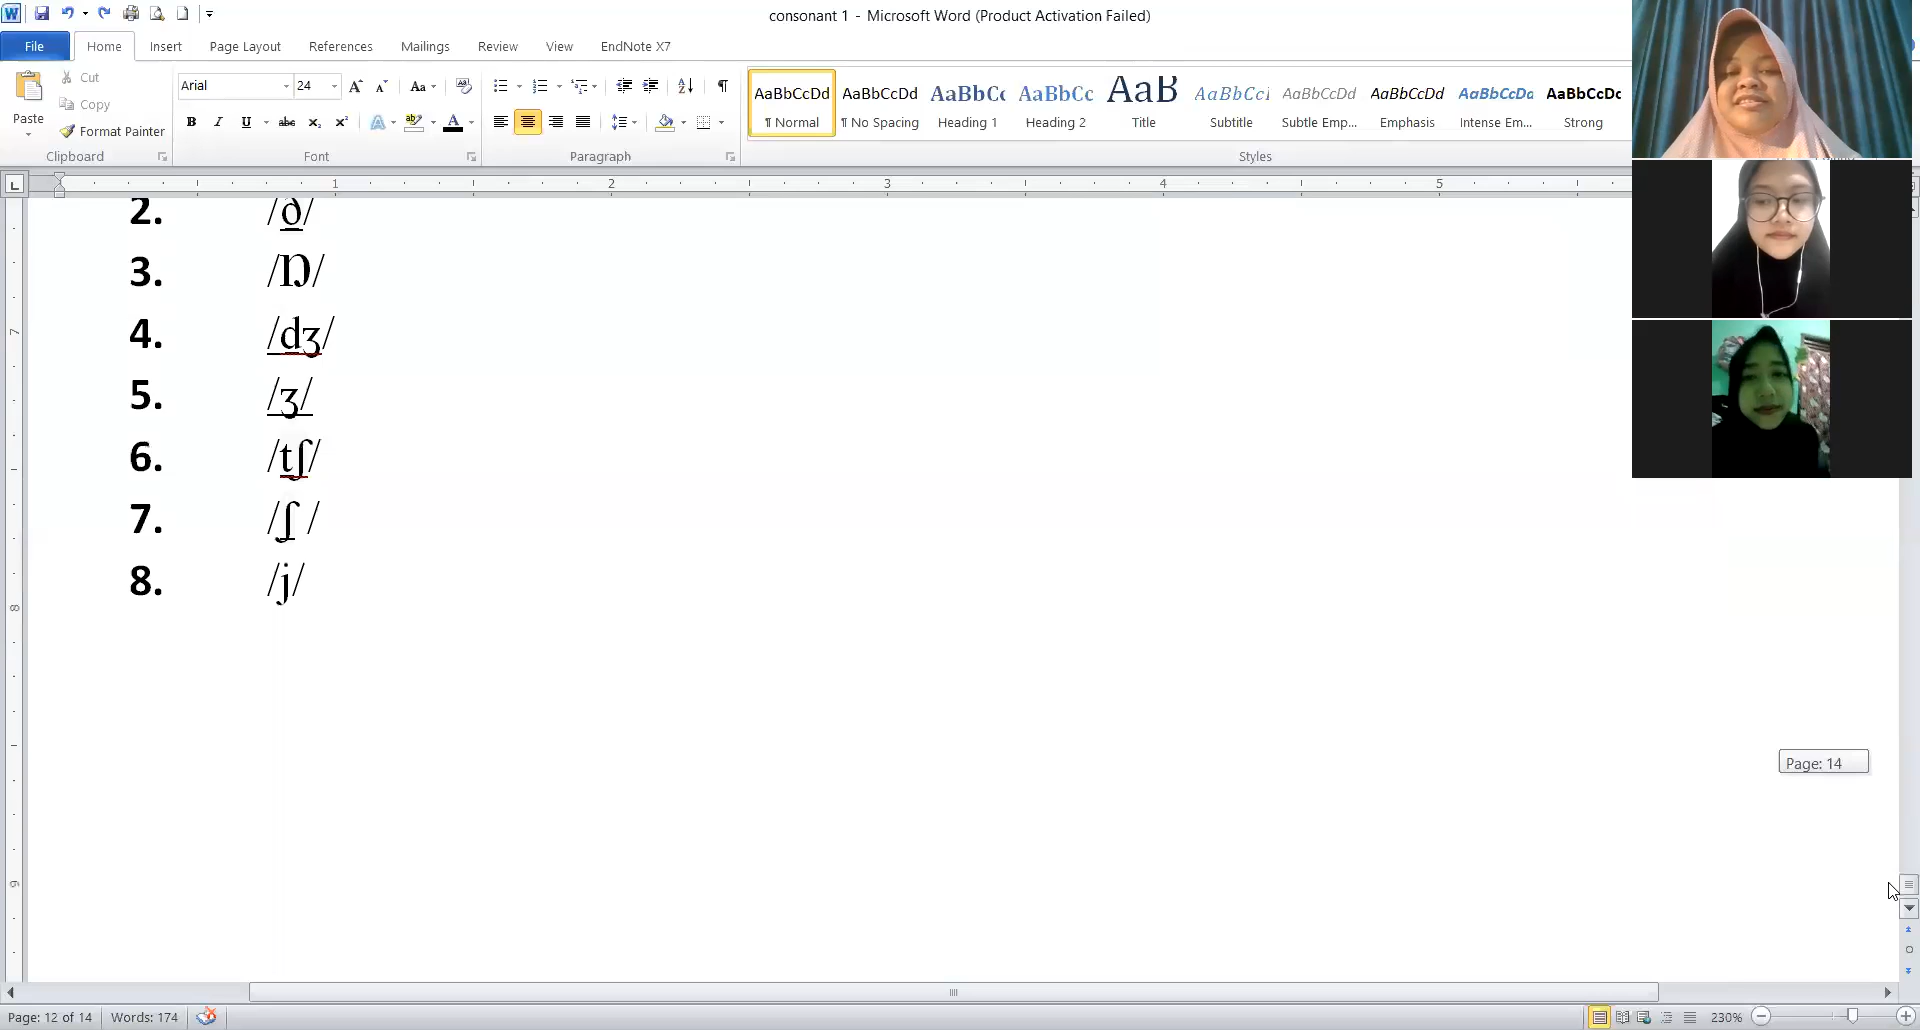 consonant 1 - Microsoft Word (Product Activation Failed)
File Home Insert Page Layout References Mailings Review View EndNote X7
Paste
Cut
Copy
Format Painter
Clipboard
Arial 24
Font
Paragraph
AaBbCcDd AaBbCcDd AaBbCc AaBbCc AaB AaBbCcl AaBbCcDd AaBbCcDd AaBbCcDd AaBbCcDc
¶ Normal ¶ No Spacing Heading 1 Heading 2 Title Subtitle Subtle Emp... Emphasis Intense Em... Strong
Styles
1 2 3 4 5
2. /ð/
3. /Ŋ/
4. /dʒ/
5. /ʒ/
6. /tʃ/
7. /ʃ /
8. /j/
7
8
9
Page: 14
Page: 12 of 14 Words: 174 230%